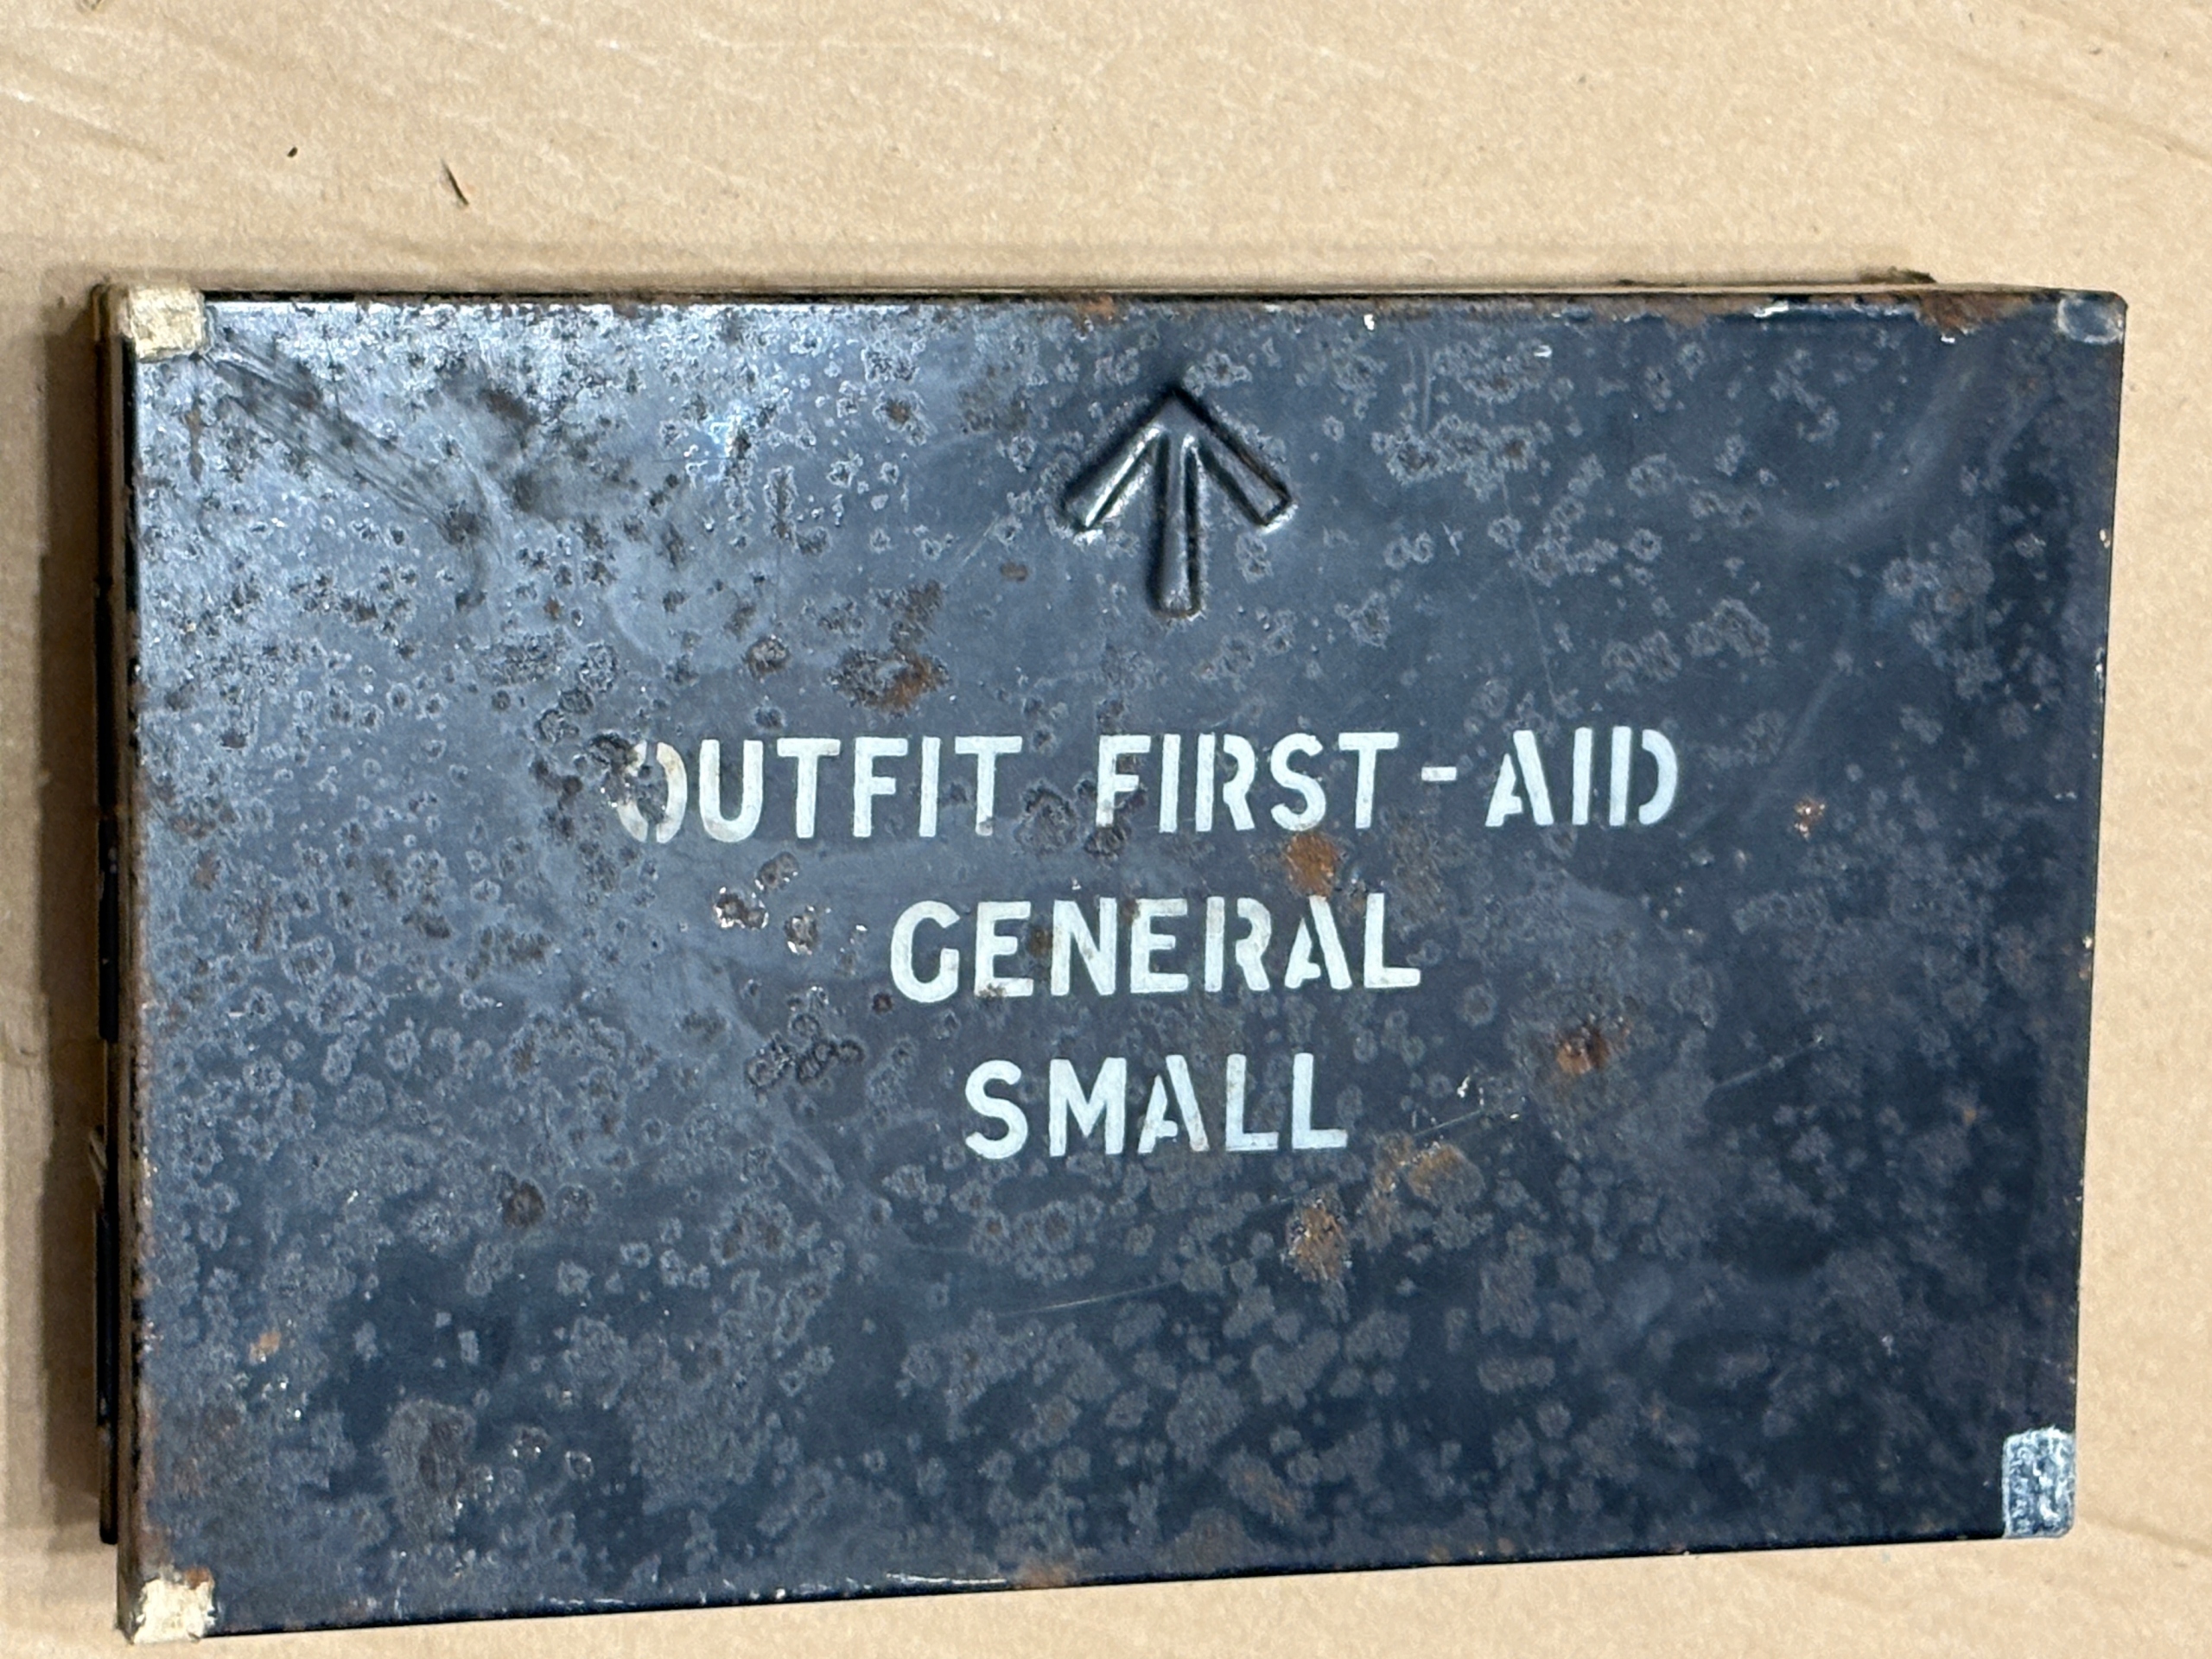 OUTFIT FIRST-AID
GENERAL
SMALL